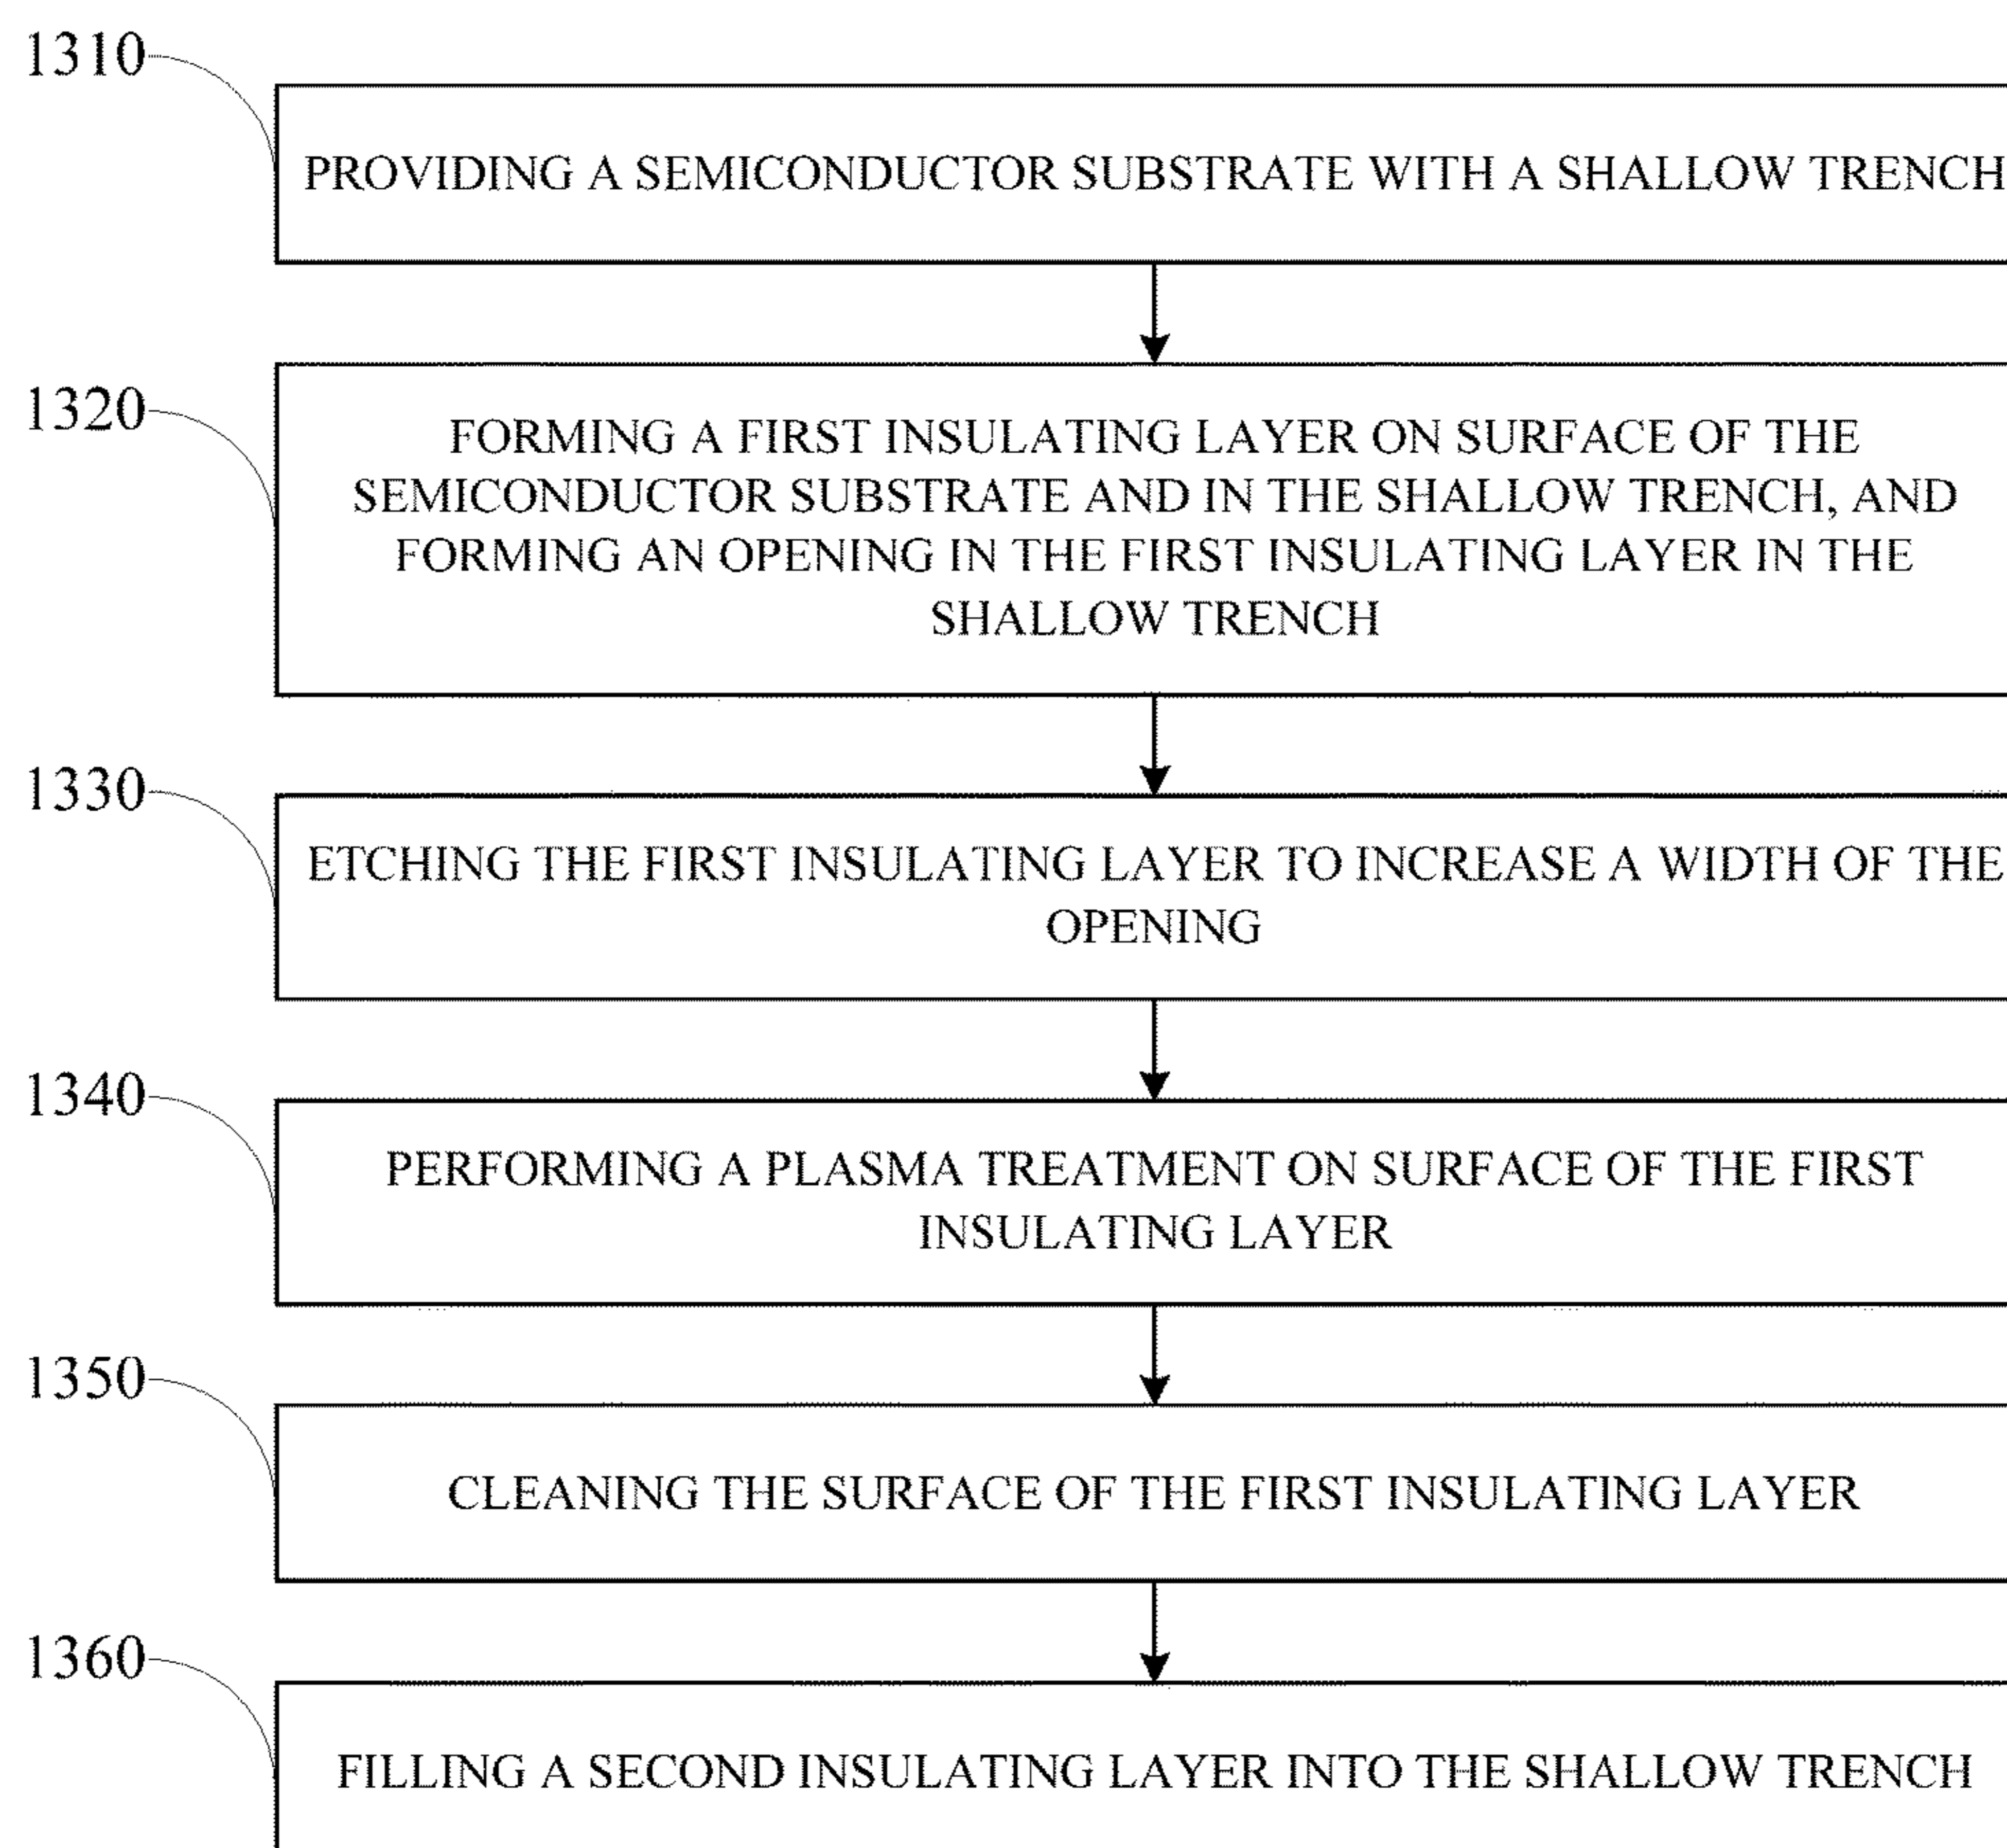 1310
PROVIDING A SEMICONDUCTOR SUBSTRATE WITH A SHALLOW TRENCH
1320
FORMING A FIRST INSULATING LAYER ON SURFACE OF THE
SEMICONDUCTOR SUBSTRATE AND IN THE SHALLOW TRENCH, AND
FORMING AN OPENING IN THE FIRST INSULATING LAYER IN THE
SHALLOW TRENCH
1330
ETCHING THE FIRST INSULATING LAYER TO INCREASE A WIDTH OF THE
OPENING
1340
PERFORMING A PLASMA TREATMENT ON SURFACE OF THE FIRST
INSULATING LAYER
1350
CLEANING THE SURFACE OF THE FIRST INSULATING LAYER
1360
FILLING A SECOND INSULATING LAYER INTO THE SHALLOW TRENCH